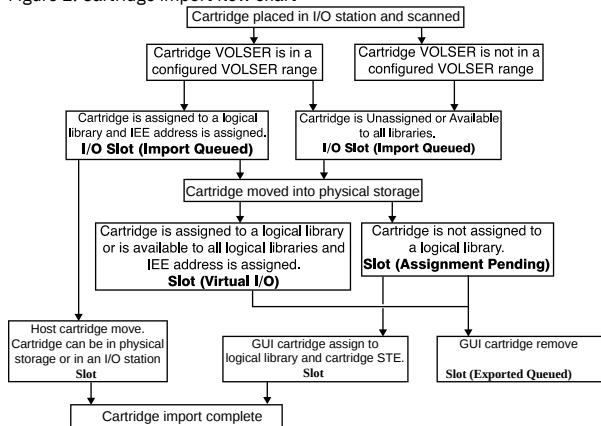 Cartridge placed in I/O station and scanned
Cartridge VOLSER is in a
configured VOLSER range
Cartridge VOLSER is not in a
configured VOLSER range
Cartridge is assigned to a logical
library and IEE address is assigned.
I/O Slot (Import Queued)
Cartridge is Unassigned or Available
to all libraries.
I/O Slot (Import Queued)
Cartridge moved into physical storage
Cartridge is assigned to a logical library
or is available to all logical libraries and
IEE address is assigned.
Slot (Virtual I/O)
Cartridge is not assigned to
a logical library.
Slot (Assignment Pending)
Host cartridge move.
Cartridge can be in physical
storage or in an I/O station
Slot
GUI cartridge assign to
logical library and cartridge STE.
Slot
GUI cartridge remove
Slot (Exported Queued)
Cartridge import complete